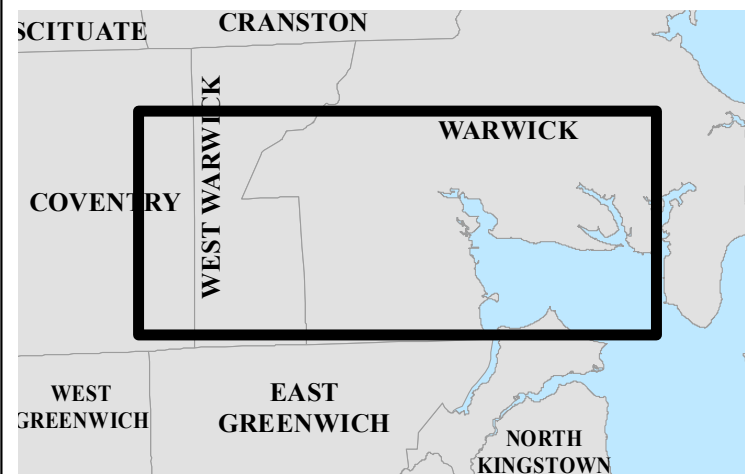 SCITUATE
CRANSTON
WARWICK
WEST WARWICK
COVENTRY
WEST
GREENWICH
EAST
GREENWICH
NORTH
KINGSTOWN